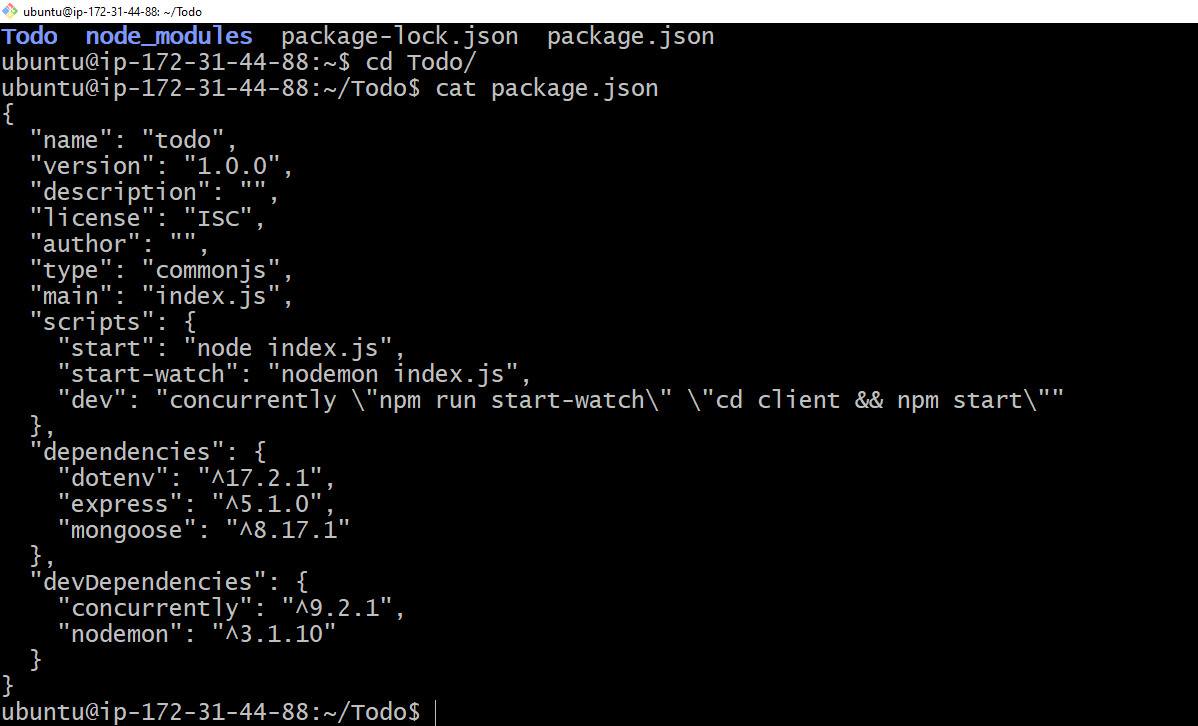 ubuntu@ip-172-31-44-88: ~/Todo
Todo  node_modules  package-lock.json  package.json
ubuntu@ip-172-31-44-88:~$ cd Todo/
ubuntu@ip-172-31-44-88:~/Todo$ cat package.json
{
  "name": "todo",
  "version": "1.0.0",
  "description": "",
  "license": "ISC",
  "author": "",
  "type": "commonjs",
  "main": "index.js",
  "scripts": {
    "start": "node index.js",
    "start-watch": "nodemon index.js",
    "dev": "concurrently \"npm run start-watch\" \"cd client && npm start\""
  },
  "dependencies": {
    "dotenv": "^17.2.1",
    "express": "^5.1.0",
    "mongoose": "^8.17.1"
  },
  "devDependencies": {
    "concurrently": "^9.2.1",
    "nodemon": "^3.1.10"
  }
}
ubuntu@ip-172-31-44-88:~/Todo$